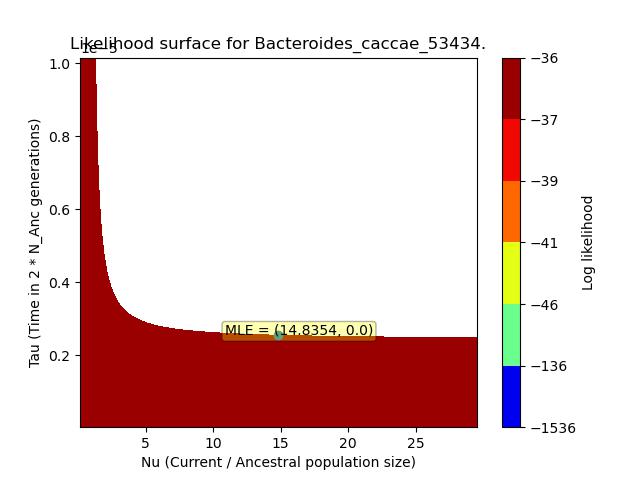 Likelihood surface for Bacteroides_caccae_53434.
1e−5
1.0
0.8
0.6
0.4
0.2
Tau (Time in 2 * N_Anc generations)
MLE = (14.8354, 0.0)
5
10
15
20
25
Nu (Current / Ancestral population size)
−36
−37
−39
−41
−46
−136
−1536
Log likelihood